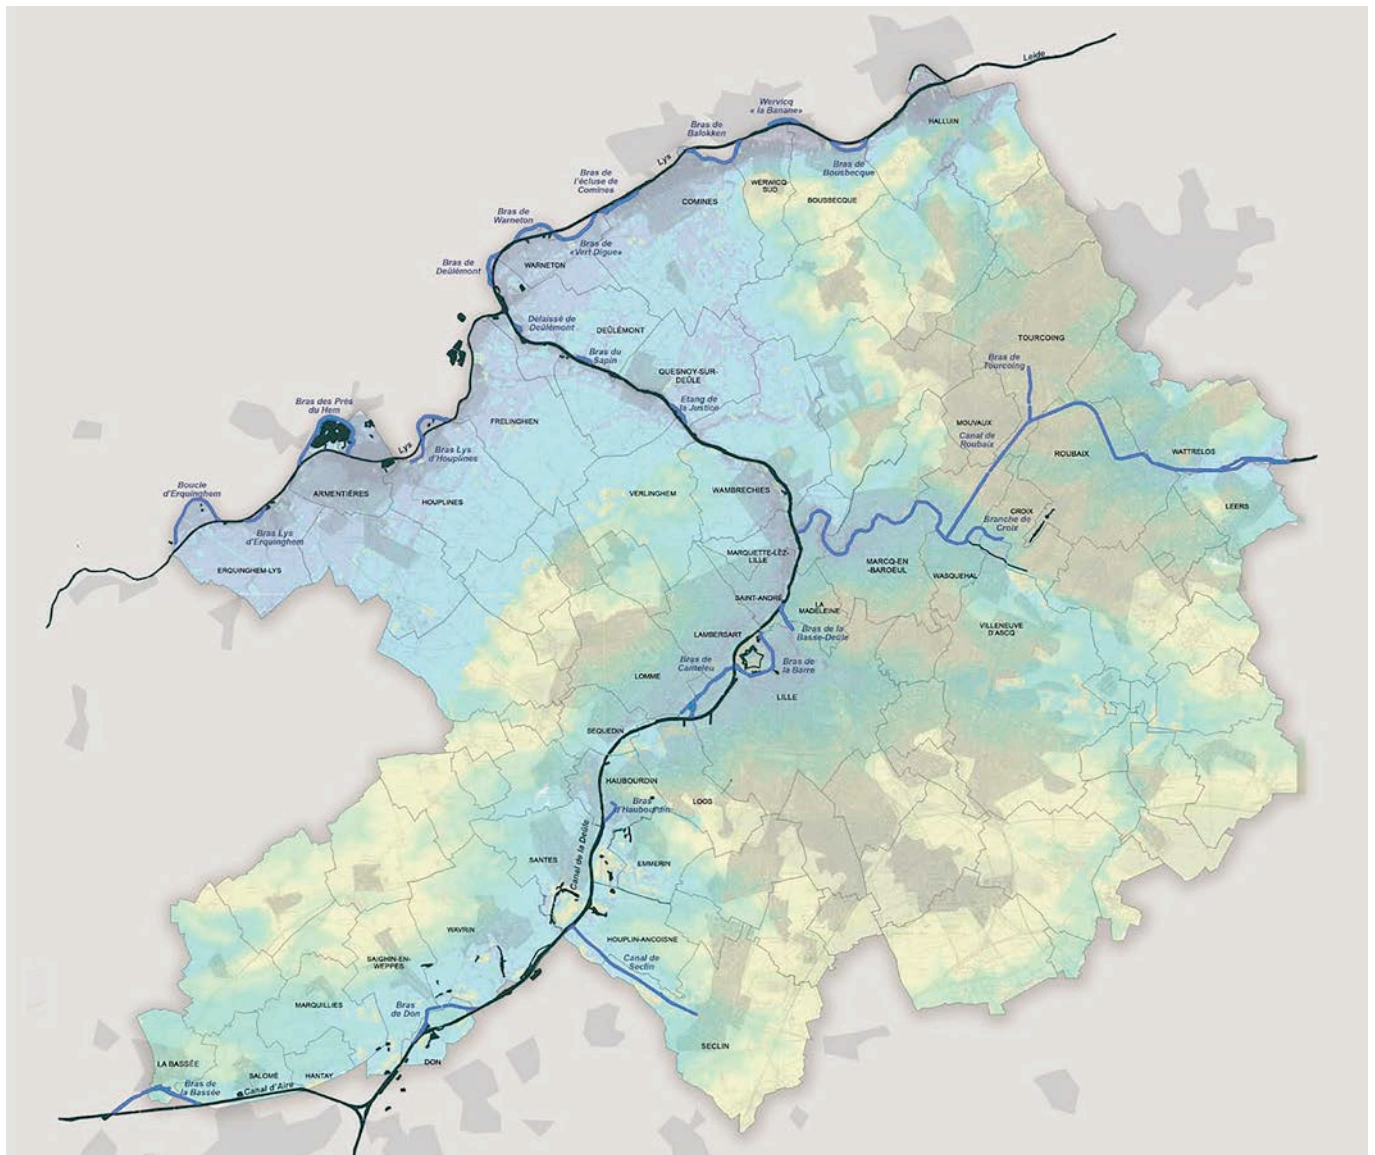 Leide
HALLUIN
Wervicq
« la Banane»
Bras de
Balokken
Lys
Bras de
Bousbecque
Bras de
l'écluse de
Comines
WERWICQ-
SUD
BOUSBECQUE
COMINES
Bras de
Warneton
Bras de
«Vert Digue»
Bras de
Deûlémont
WARNETON
Délaissé de
Deûlémont
DEÛLÉMONT
Bras du
Sapin
TOURCOING
Bras de
Tourcoing
QUESNOY-SUR-
DEÛLE
Etang de
la Justice
Bras des Prés
du Hem
FRELINGHIEN
Lys
Bras Lys
d'Houplines
MOUVAUX
Canal de
Roubaix
ROUBAIX
WATTRELOS
Boucle
d'Erquinghem
ARMENTIÈRES
HOUPLINES
VERLINGHEM
WAMBRECHIES
LEERS
CROIX
Branche de
Croix
Bras Lys
d'Erquinghem
ERQUINGHEM-LYS
MARQUETTE-LÈZ-
LILLE
MARCQ-EN
-BAROEUL
WASQUEHAL
SAINT-ANDRÉ
LA
MADELEINE
VILLENEUVE
D'ASCQ
Bras de la
Basse-Deûle
LAMBERSART
Bras de
Canteleu
Bras de
la Barre
LOMME
LILLE
SEQUEDIN
HAUBOURDIN
Bras
d'Haubourdin
LOOS
Canal de la Deûle
SANTES
EMMERIN
WAVRIN
HOUPLIN-ANCOISNE
Canal de
Seclin
SAIGHIN-EN-
WEPPES
MARQUILLIES
Bras
de Don
SECLIN
LA BASSÉE
SALOMÉ
HANTAY
DON
Bras de
la Bassée
Canal d'Aire